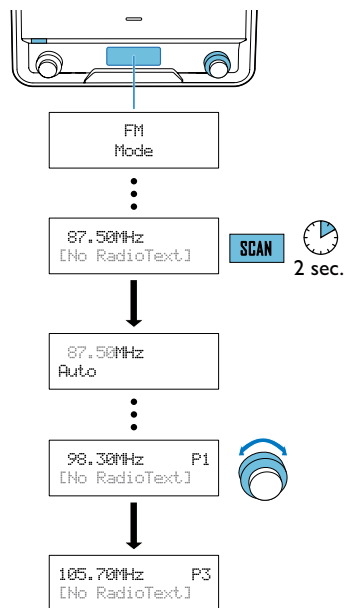 FM
Mode
87.50MHz
[No RadioText]
SCAN
2 sec.
87.50MHz
Auto
98.30MHz P1
[No RadioText]
105.70MHz P3
[No RadioText]